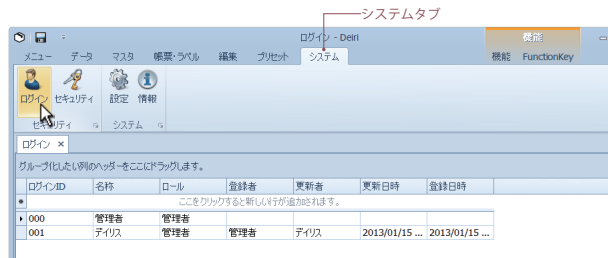 システムタブ
ログイン - Deiri
機能
メニュー データ マスタ 帳票・ラベル 編集 プリセット システム 機能 FunctionKey
ログイン セキュリティ 設定 情報
セキュリティ システム
ログイン ×
グループ化したい列のヘッダーをここにドラッグします。
ログインID 名称 ロール 登録者 更新者 更新日時 登録日時
ここをクリックすると新しい行が追加されます。
000 管理者 管理者
001 デイリス 管理者 管理者 デイリス 2013/01/15 ... 2013/01/15 ...